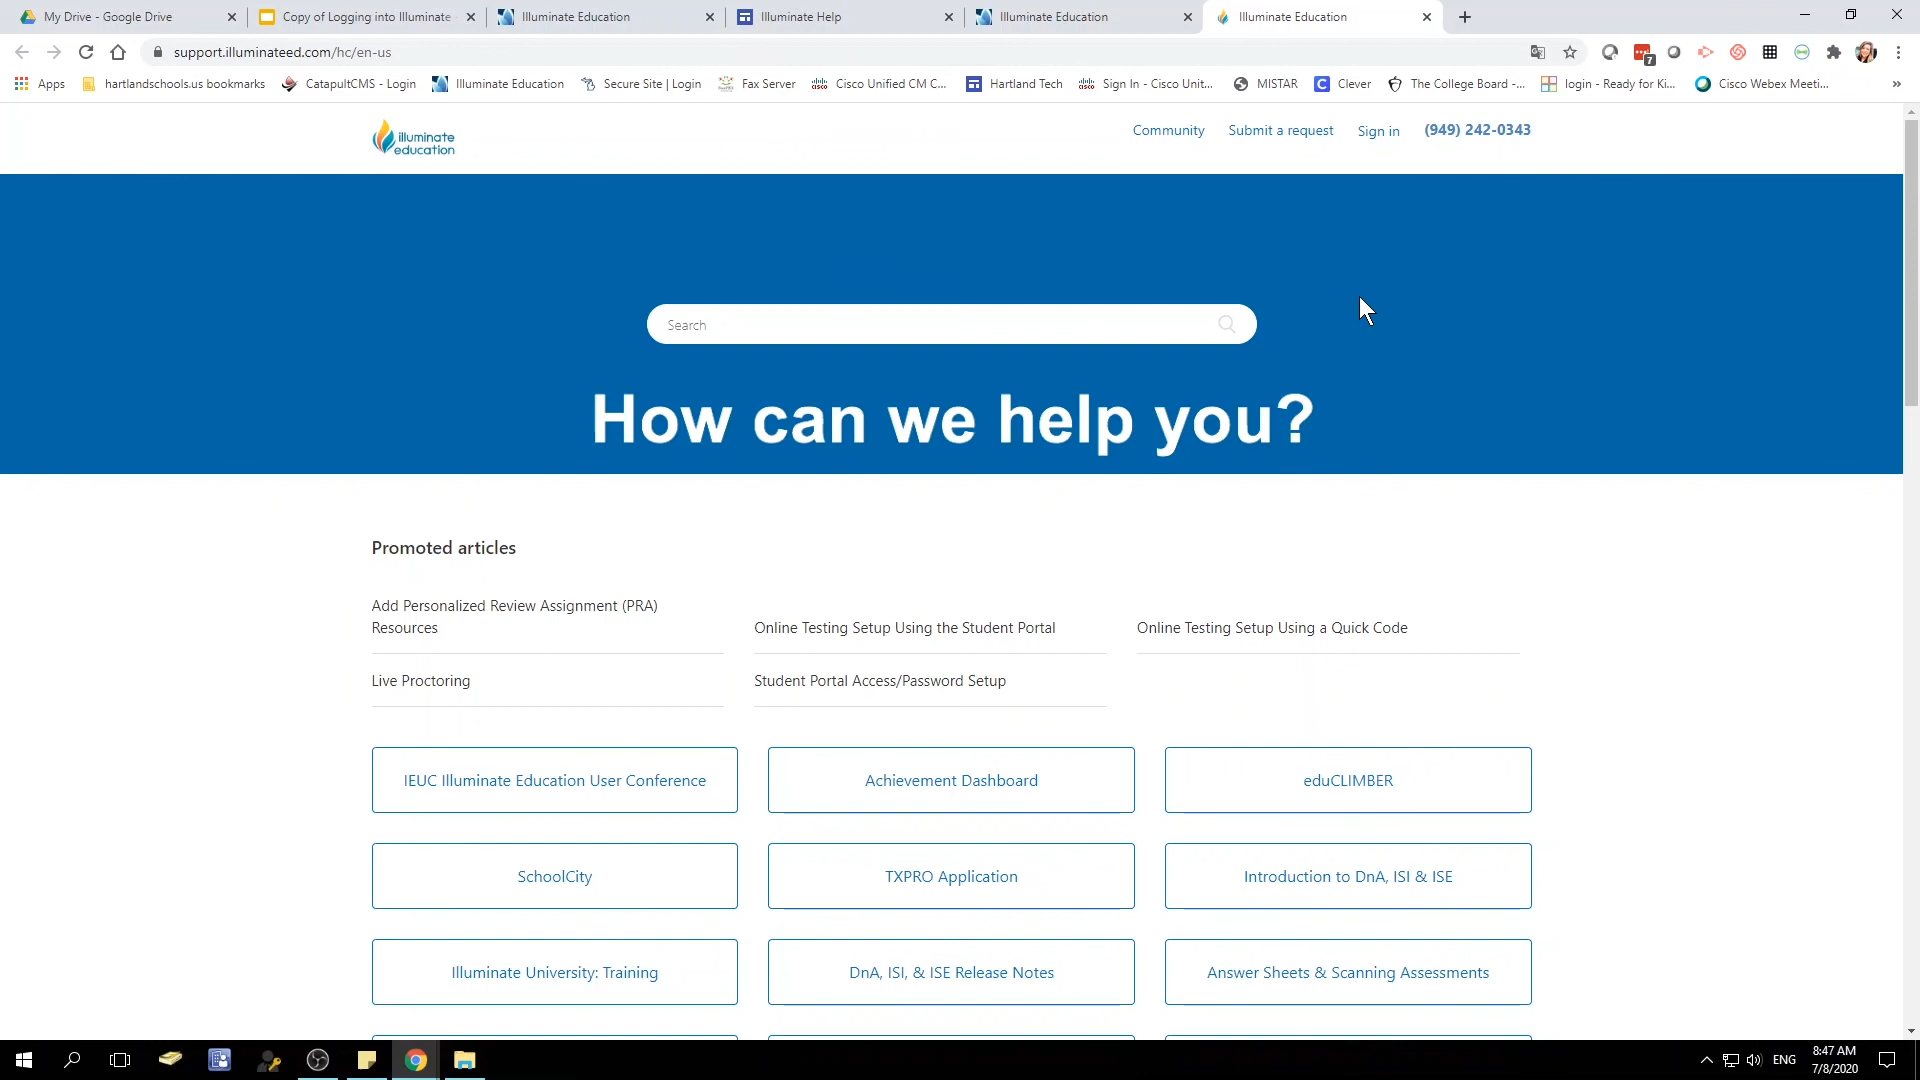 My Drive - Google Drive
Copy of Logging into Illuminate
Illuminate Education
Illuminate Help
Illuminate Education
Illuminate Education
support.illuminateed.com/hc/en-us
7
Apps
hartlandschools.us bookmarks
CatapultCMS - Login
Illuminate Education
Secure Site | Login
Fax Server
Cisco Unified CM C...
Hartland Tech
Sign In - Cisco Unit...
MISTAR
Clever
The College Board -...
login - Ready for Ki...
Cisco Webex Meeti...
illuminate
education
Community
Submit a request
Sign in
(949) 242-0343
Search
How can we help you?
Promoted articles
Add Personalized Review Assignment (PRA)
Resources
Online Testing Setup Using the Student Portal
Online Testing Setup Using a Quick Code
Live Proctoring
Student Portal Access/Password Setup
IEUC Illuminate Education User Conference
Achievement Dashboard
eduCLIMBER
SchoolCity
TXPRO Application
Introduction to DnA, ISI & ISE
Illuminate University: Training
DnA, ISI, & ISE Release Notes
Answer Sheets & Scanning Assessments
ENG
8:47 AM
7/8/2020